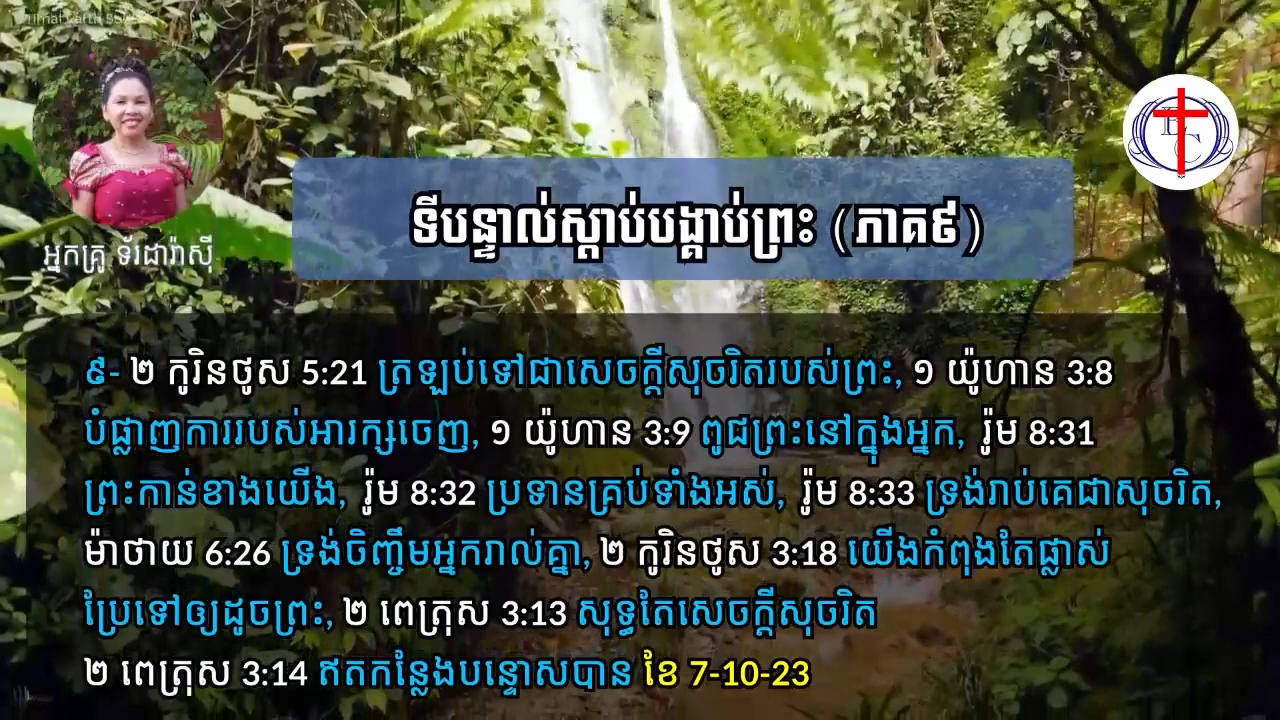 ទីបន្ទាល់ស្តាប់បង្គាប់ព្រះ (ភាគ៩)
អ្នកគ្រូ ទ័រដារ៉ាស៊ី
៩- ២ កូរិនថូស 5:21 ត្រឡប់ទៅជាសេចក្តីសុចរិតរបស់ព្រះ, ១ យ៉ូហាន 3:8
បំផ្លាញការរបស់អារក្សចេញ, ១ យ៉ូហាន 3:9 ពូជព្រះនៅក្នុងអ្នក, រ៉ូម 8:31
ព្រះកាន់ខាងយើង, រ៉ូម 8:32 ប្រទានគ្រប់ទាំងអស់, រ៉ូម 8:33 ទ្រង់រាប់គេជាសុចរិត,
ម៉ាថាយ 6:26 ទ្រង់ចិញ្ចឹមអ្នករាល់គ្នា, ២ កូរិនថូស 3:18 យើងកំពុងតែផ្លាស់
ប្រែទៅឲ្យដូចព្រះ, ២ ពេត្រុស 3:13 សុទ្ធតែសេចក្តីសុចរិត
២ ពេត្រុស 3:14 ឥតកន្លែងបន្ទោសបាន ខែ 7-10-23